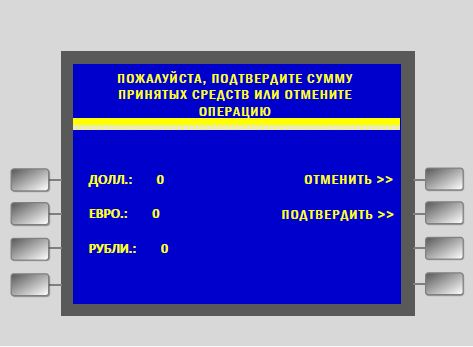 ПОЖАЛУЙСТА, ПОДТВЕРДИТЕ СУММУ
ПРИНЯТЫХ СРЕДСТВ ИЛИ ОТМЕНИТЕ
ОПЕРАЦИЮ
ДОЛЛ.: 0 ОТМЕНИТЬ >>
ЕВРО.: 0 ПОДТВЕРДИТЬ >>
РУБЛИ.: 0